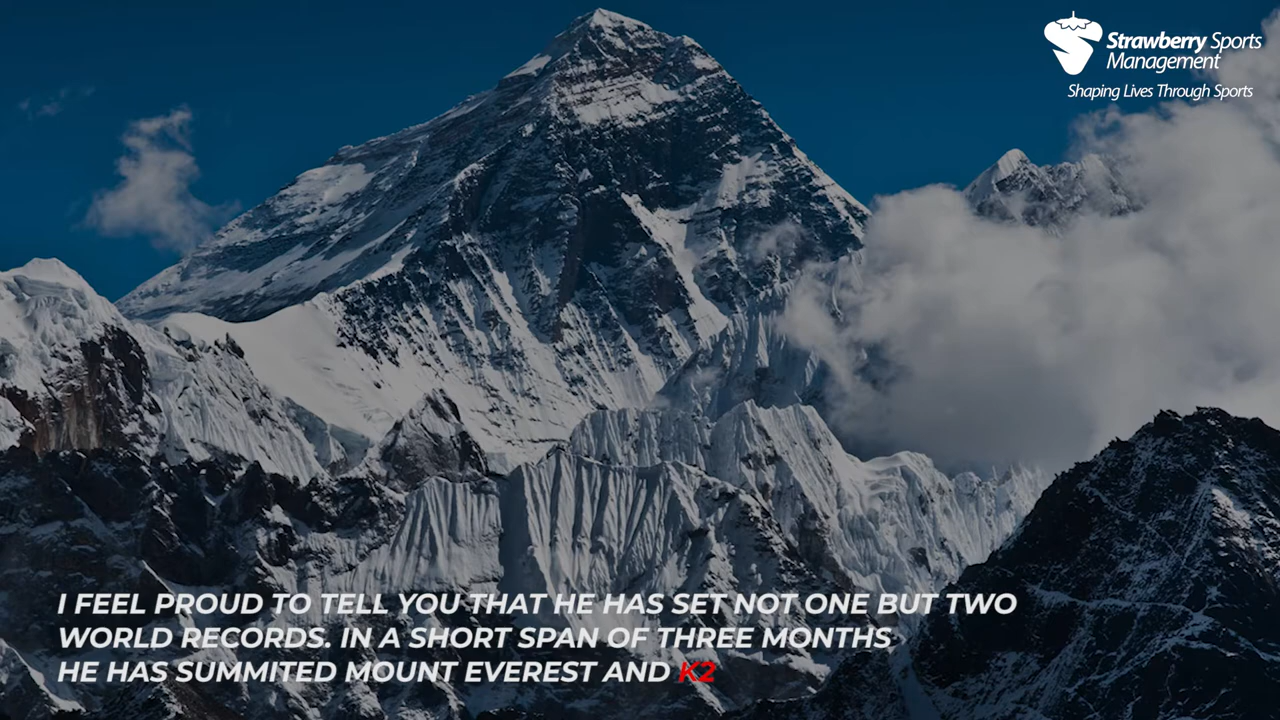 Strawberry Sports
Management
Shaping Lives Through Sports
I FEEL PROUD TO TELL YOU THAT HE HAS SET NOT ONE BUT TWO
WORLD RECORDS. IN A SHORT SPAN OF THREE MONTHS
HE HAS SUMMITED MOUNT EVEREST AND K2